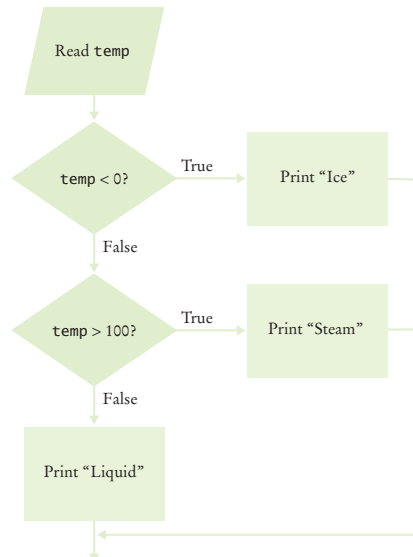 Read temp
temp < 0?
True
Print “Ice”
False
temp > 100?
True
Print “Steam”
False
Print “Liquid”